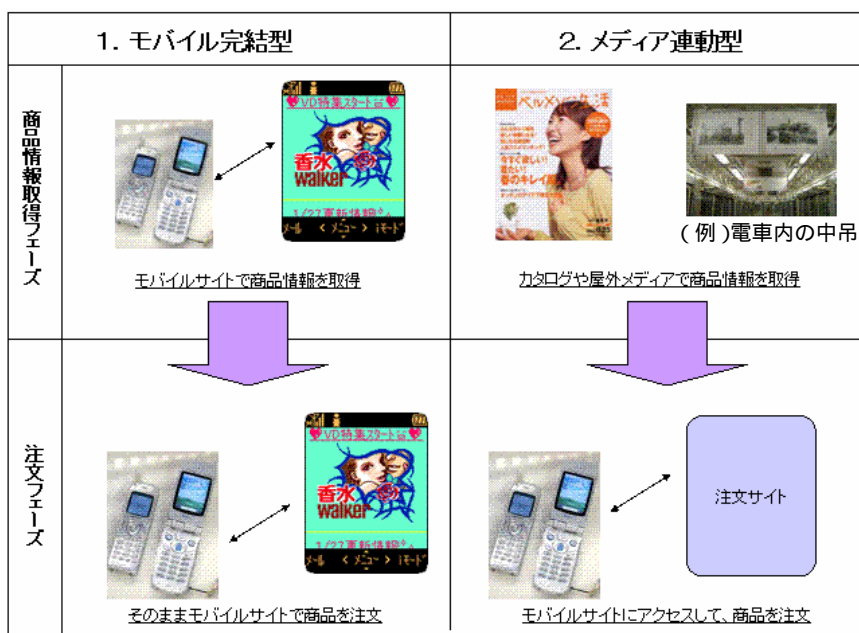 1. モバイル完結型
2. メディア連動型
商品情報取得フェーズ
VD特集スタート
香水
walker
1/27更新情報
メール < メニュー > iモード
モバイルサイトで商品情報を取得
今すぐ欲しい!
着たい!
(例)電車内の中吊
カタログや屋外メディアで商品情報を取得
注文フェーズ
VD特集スタート
香水
walker
1/27更新情報
メール < メニュー > iモード
そのままモバイルサイトで商品を注文
注文サイト
モバイルサイトにアクセスして、商品を注文